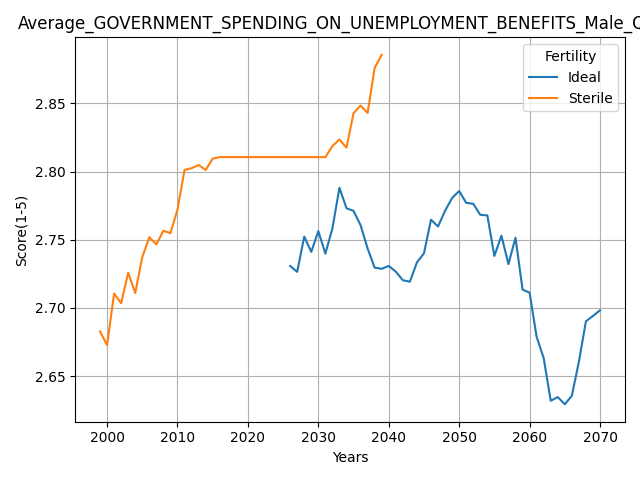 Average_GOVERNMENT_SPENDING_ON_UNEMPLOYMENT_BENEFITS_Male_
Fertility
Ideal
Sterile
Score(1-5)
2.85
2.80
2.75
2.70
2.65
2000 2010 2020 2030 2040 2050 2060 2070
Years